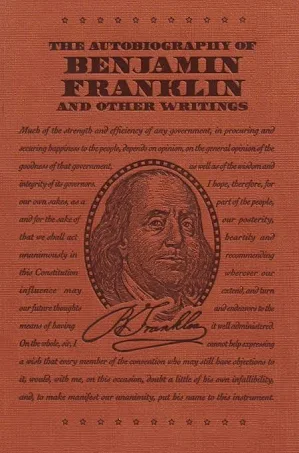 THE AUTOBIOGRAPHY OF
BENJAMIN
FRANKLIN
AND OTHER WRITINGS
Much of the strength and efficiency of any government, in procuring and
securing happiness to the people, depends on opinion, on the general opinion of the
goodness of that government, as well as of the wisdom and
integrity of its governors. I hope, therefore, for
our own sakes, as a part of the people,
and for the sake of our posterity,
that we shall act heartily and
unanimously in recommending
this Constitution wherever our
influence may extend, and turn
our future thoughts and endeavors to the
means of having it well administered.
B. Franklin
On the whole, sir, I cannot help expressing
a wish that every member of the convention who may still have objections to
it, would, with me, on this occasion, doubt a little of his own infallibility,
and, to make manifest our unanimity, put his name to this instrument.